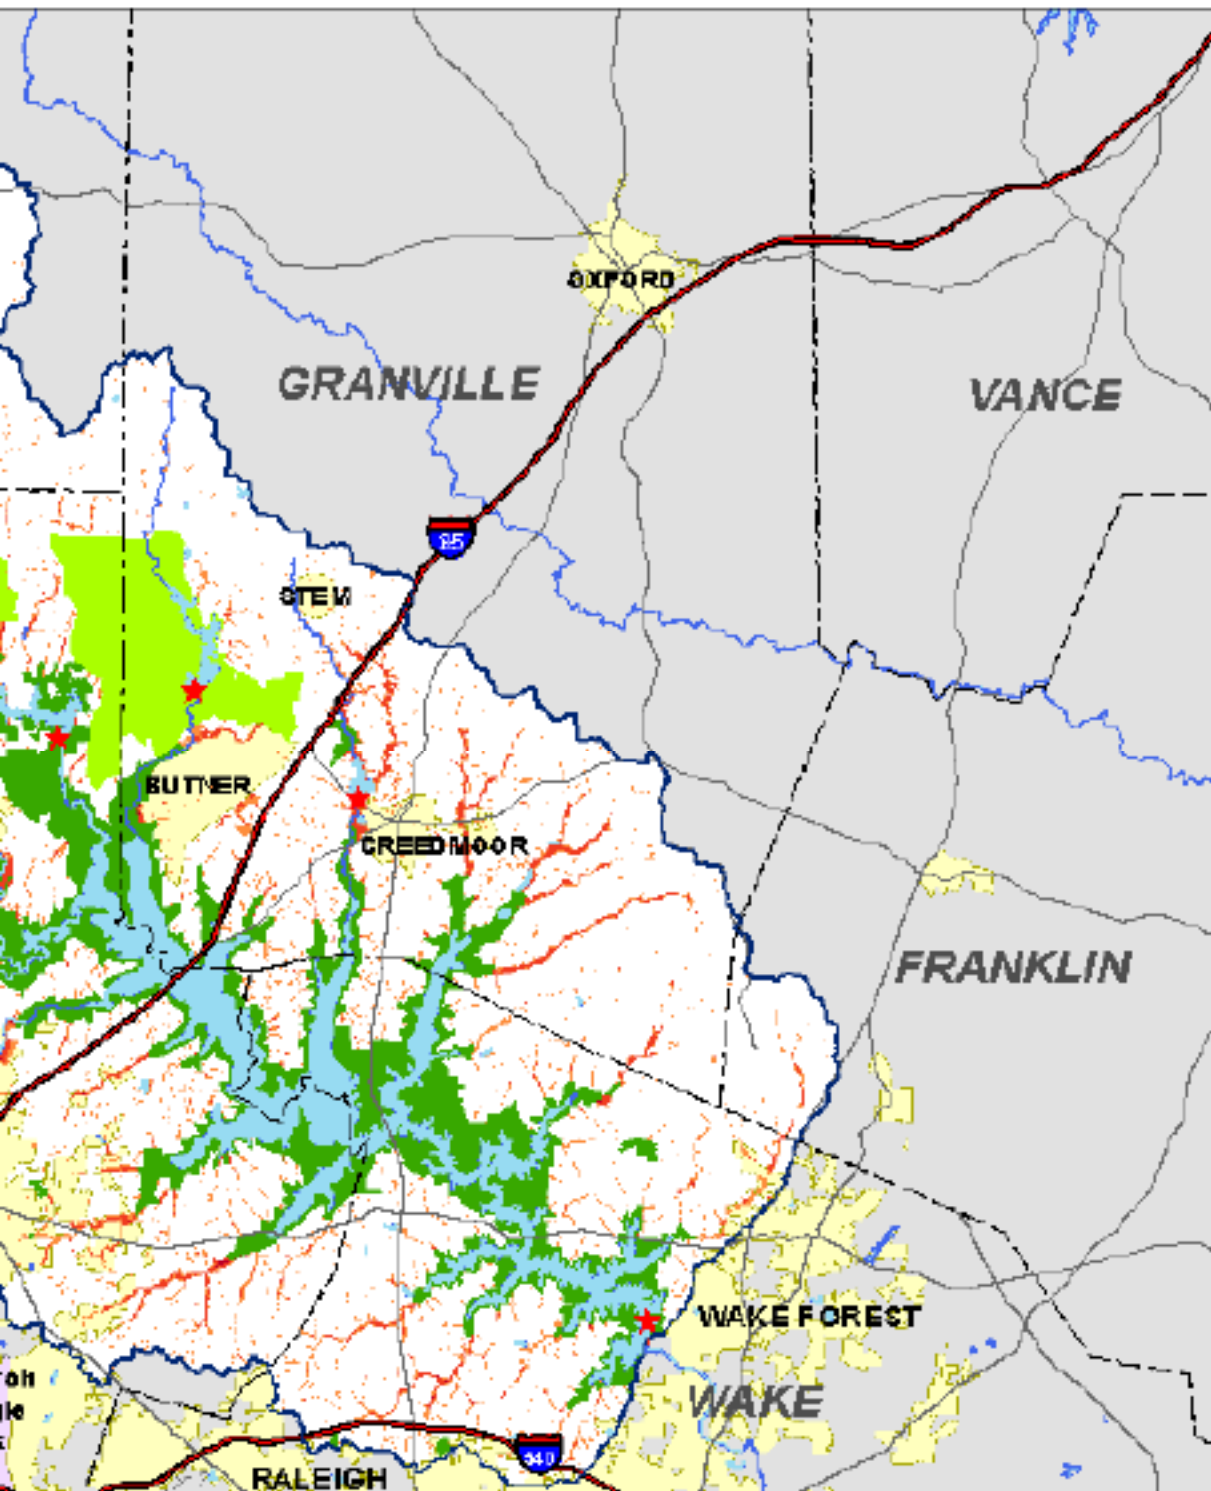 OXFORD
GRANVILLE
VANCE
85
STEM
BUTNER
CREEDMOOR
FRANKLIN
WAKE FOREST
WAKE
540
RALEIGH